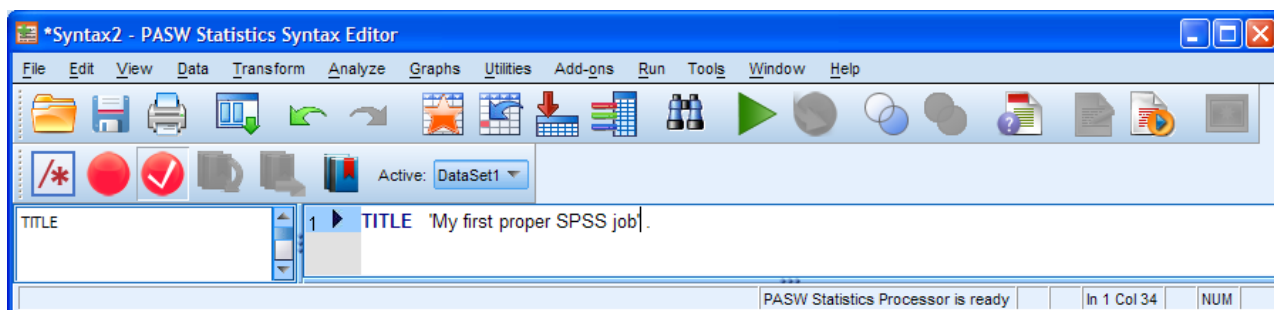 *Syntax2 - PASW Statistics Syntax Editor
File Edit View Data Transform Analyze Graphs Utilities Add-ons Run Tools Window Help
/* Active: DataSet1
TITLE 1 TITLE 'My first proper SPSS job' .
PASW Statistics Processor is ready In 1 Col 34 NUM